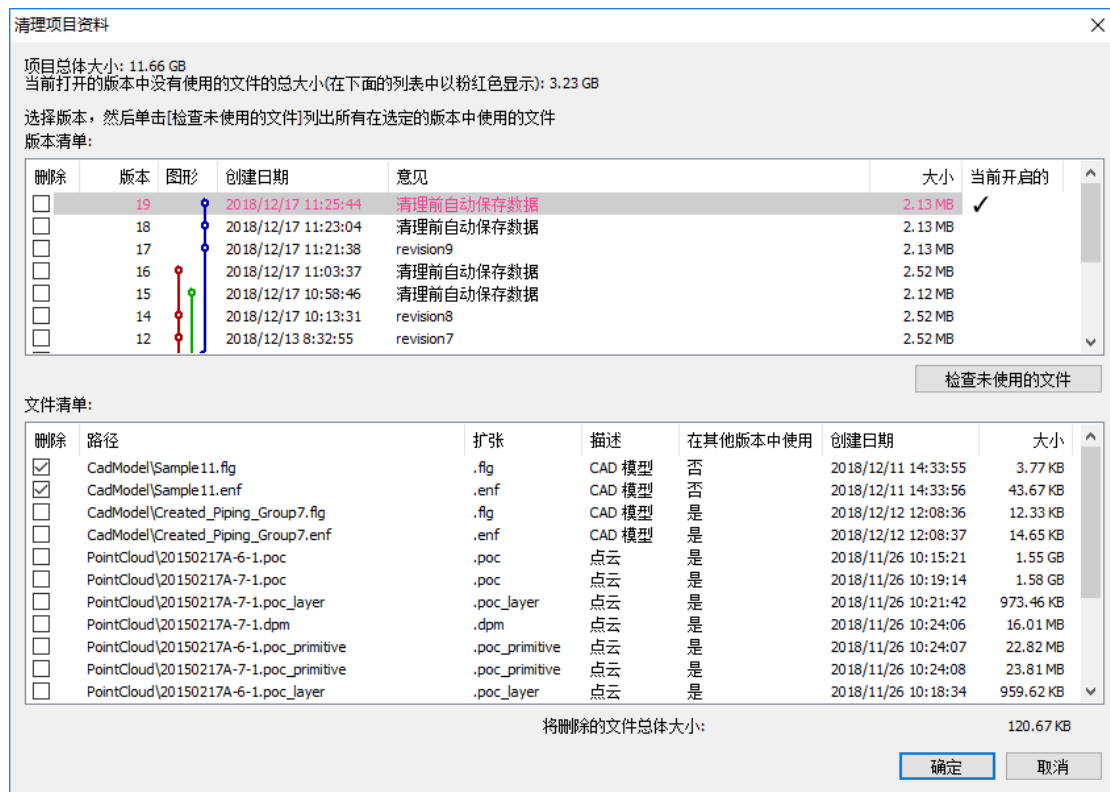 清理项目资料
项目总体大小: 11.66 GB
当前打开的版本中没有使用的文件的总大小(在下面的列表中以粉红色显示): 3.23 GB
选择版本，然后单击[检查未使用的文件]列出所有在选定的版本中使用的文件
版本清单:
删除 版本 图形 创建日期 意见 大小 当前开启的
19 2018/12/17 11:25:44 清理前自动保存数据 2.13 MB ✓
18 2018/12/17 11:23:04 清理前自动保存数据 2.13 MB
17 2018/12/17 11:21:38 revision9 2.13 MB
16 2018/12/17 11:03:37 清理前自动保存数据 2.52 MB
15 2018/12/17 10:58:46 清理前自动保存数据 2.12 MB
14 2018/12/17 10:13:31 revision8 2.52 MB
12 2018/12/13 8:32:55 revision7 2.52 MB
检查未使用的文件
文件清单:
删除 路径 扩张 描述 在其他版本中使用 创建日期 大小
CadModel\Sample11.flg .flg CAD 模型 否 2018/12/11 14:33:55 3.77 KB
CadModel\Sample11.enf .enf CAD 模型 否 2018/12/11 14:33:56 43.67 KB
CadModel\Created_Piping_Group7.flg .flg CAD 模型 是 2018/12/12 12:08:36 12.33 KB
CadModel\Created_Piping_Group7.enf .enf CAD 模型 是 2018/12/12 12:08:37 14.65 KB
PointCloud\20150217A-6-1.poc .poc 点云 是 2018/11/26 10:15:21 1.55 GB
PointCloud\20150217A-7-1.poc .poc 点云 是 2018/11/26 10:19:14 1.58 GB
PointCloud\20150217A-7-1.poc_layer .poc_layer 点云 是 2018/11/26 10:21:42 973.46 KB
PointCloud\20150217A-7-1.dpm .dpm 点云 是 2018/11/26 10:24:06 16.01 MB
PointCloud\20150217A-6-1.poc_primitive .poc_primitive 点云 是 2018/11/26 10:24:07 22.82 MB
PointCloud\20150217A-7-1.poc_primitive .poc_primitive 点云 是 2018/11/26 10:24:08 23.81 MB
PointCloud\20150217A-6-1.poc_layer .poc_layer 点云 是 2018/11/26 10:18:34 959.62 KB
将删除的文件总体大小: 120.67 KB
确定 取消